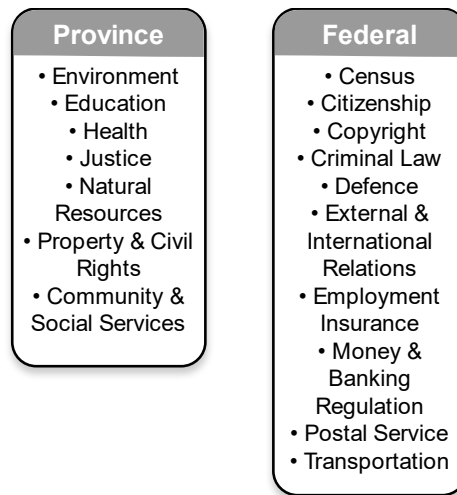 Province
• Environment
• Education
• Health
• Justice
• Natural
Resources
• Property & Civil
Rights
• Community &
Social Services
Federal
• Census
• Citizenship
• Copyright
• Criminal Law
• Defence
• External &
International
Relations
• Employment
Insurance
• Money &
Banking
Regulation
• Postal Service
• Transportation